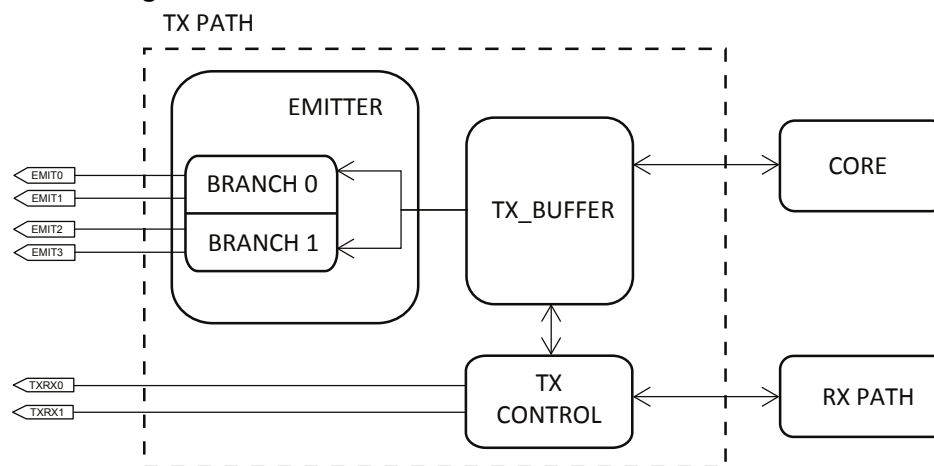 TX PATH
EMITTER
EMIT0
EMIT1
EMIT2
EMIT3
BRANCH 0
BRANCH 1
TX_BUFFER
CORE
TXRX0
TXRX1
TX
CONTROL
RX PATH